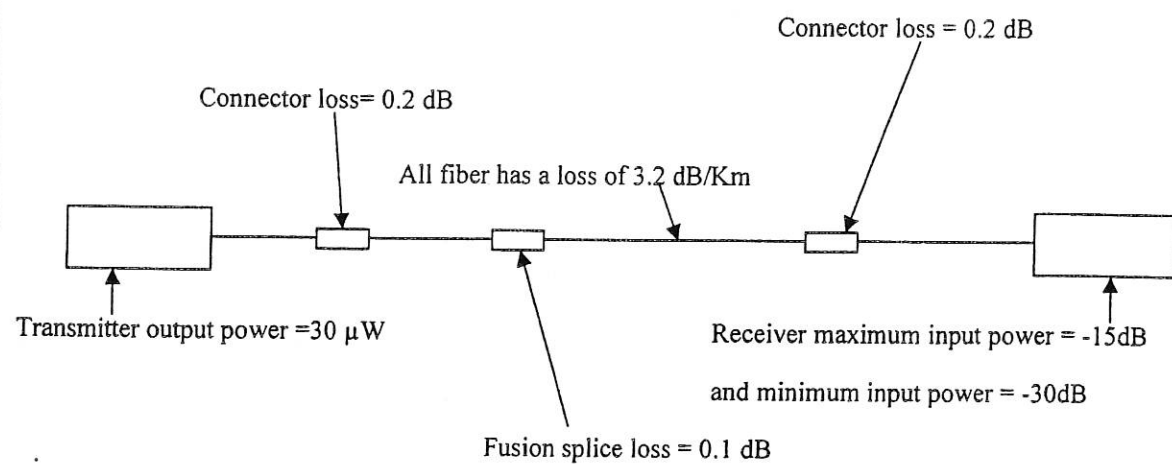 Connector loss = 0.2 dB
Connector loss= 0.2 dB
All fiber has a loss of 3.2 dB/Km
Transmitter output power =30 μW
Receiver maximum input power = -15dB
and minimum input power = -30dB
Fusion splice loss = 0.1 dB